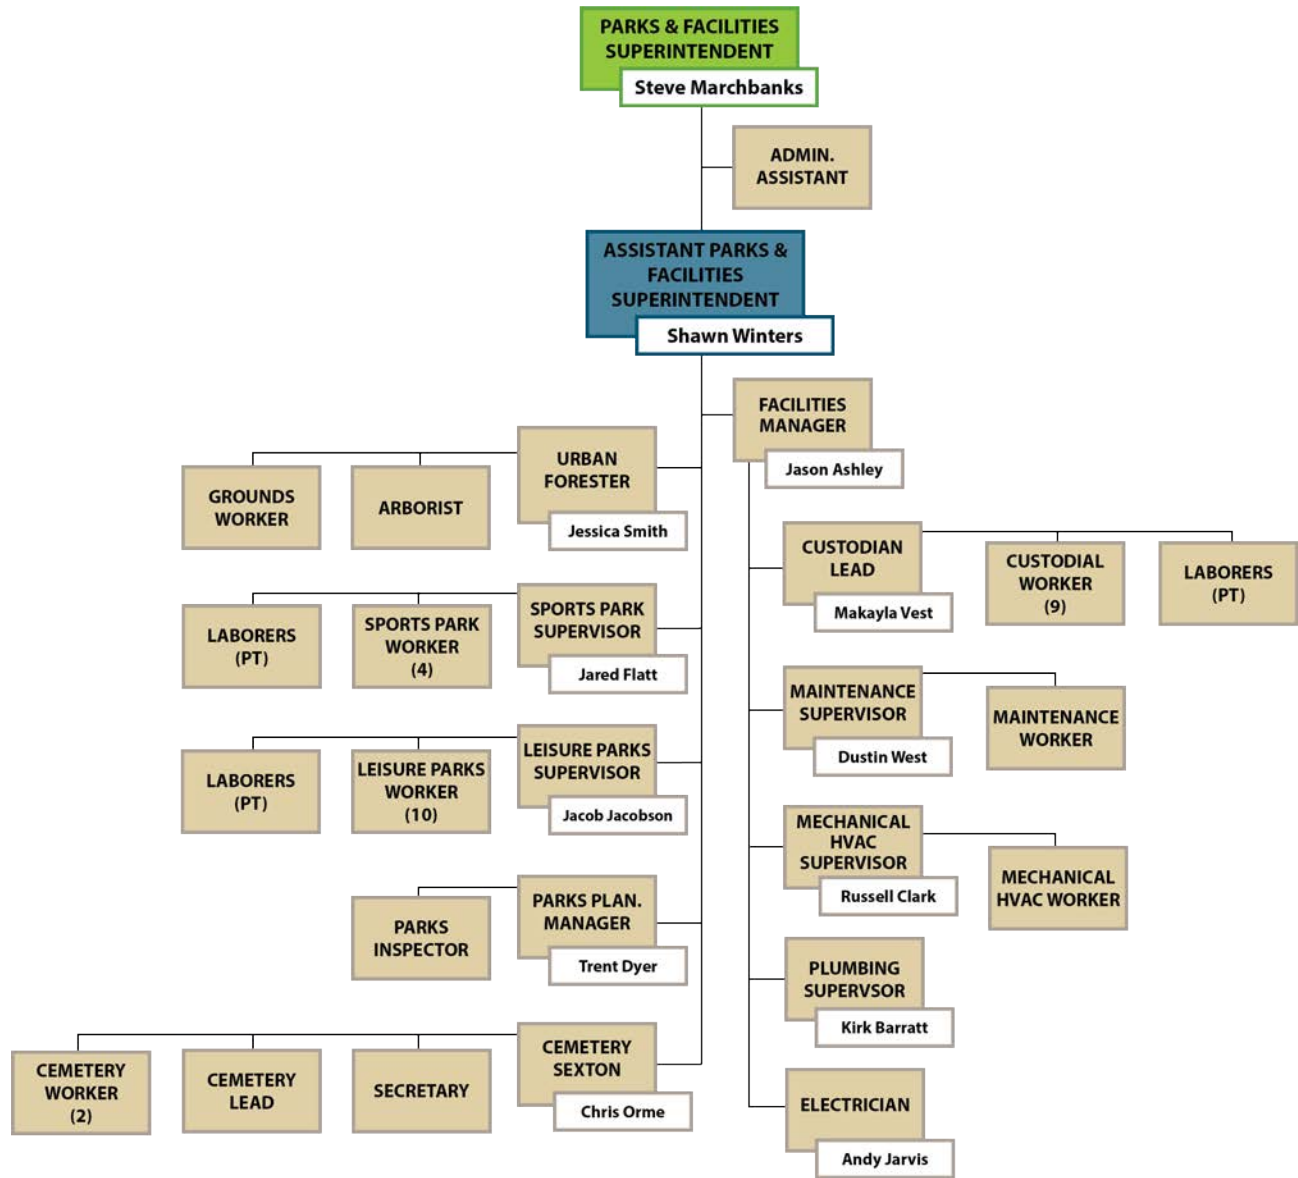 PARKS & FACILITIES
SUPERINTENDENT
Steve Marchbanks
ADMIN.
ASSISTANT
ASSISTANT PARKS &
FACILITIES
SUPERINTENDENT
Shawn Winters
FACILITIES
MANAGER
Jason Ashley
URBAN
FORESTER
Jessica Smith
ARBORIST
GROUNDS
WORKER
SPORTS PARK
SUPERVISOR
Jared Flatt
SPORTS PARK
WORKER
(4)
LABORERS
(PT)
LEISURE PARKS
SUPERVISOR
Jacob Jacobson
LEISURE PARKS
WORKER
(10)
LABORERS
(PT)
PARKS PLAN.
MANAGER
Trent Dyer
PARKS
INSPECTOR
CEMETERY
SEXTON
Chris Orme
SECRETARY
CEMETERY
LEAD
CEMETERY
WORKER
(2)
CUSTODIAN
LEAD
Makayla Vest
CUSTODIAL
WORKER
(9)
LABORERS
(PT)
MAINTENANCE
SUPERVISOR
Dustin West
MAINTENANCE
WORKER
MECHANICAL
HVAC
SUPERVISOR
Russell Clark
MECHANICAL
HVAC WORKER
PLUMBING
SUPERVSOR
Kirk Barratt
ELECTRICIAN
Andy Jarvis